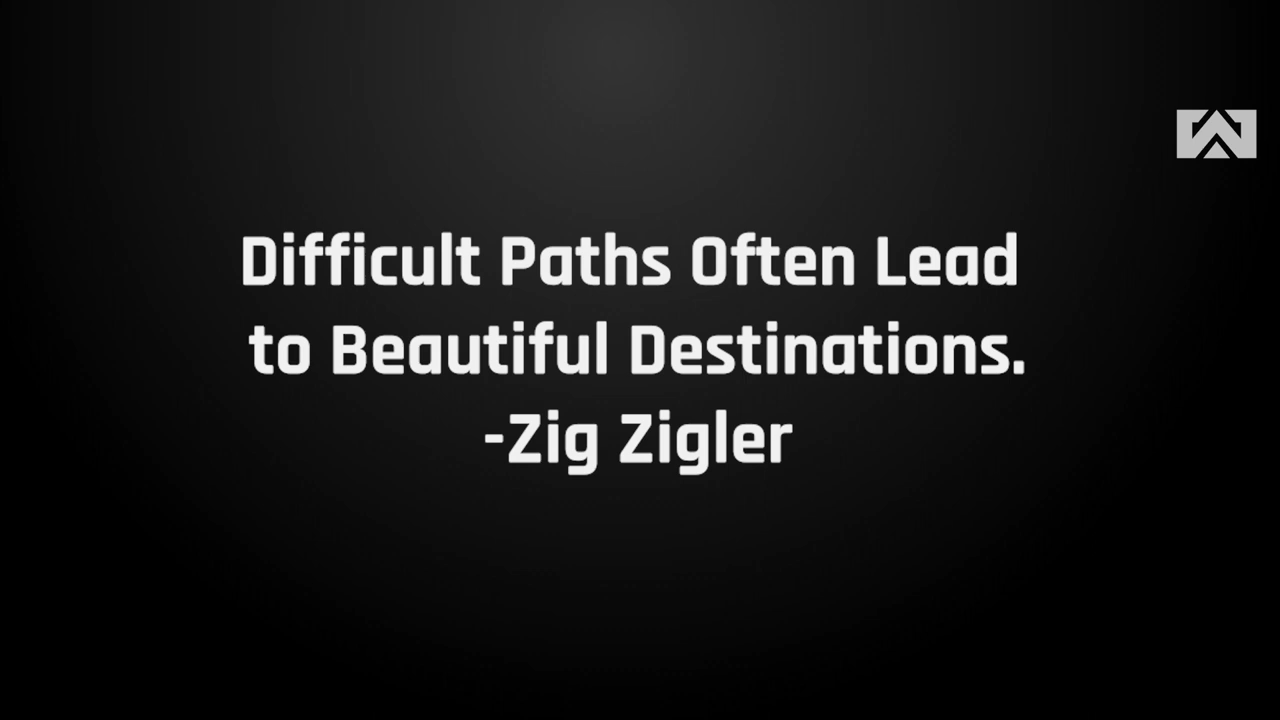 Difficult Paths Often Lead
to Beautiful Destinations.
-Zig Zigler